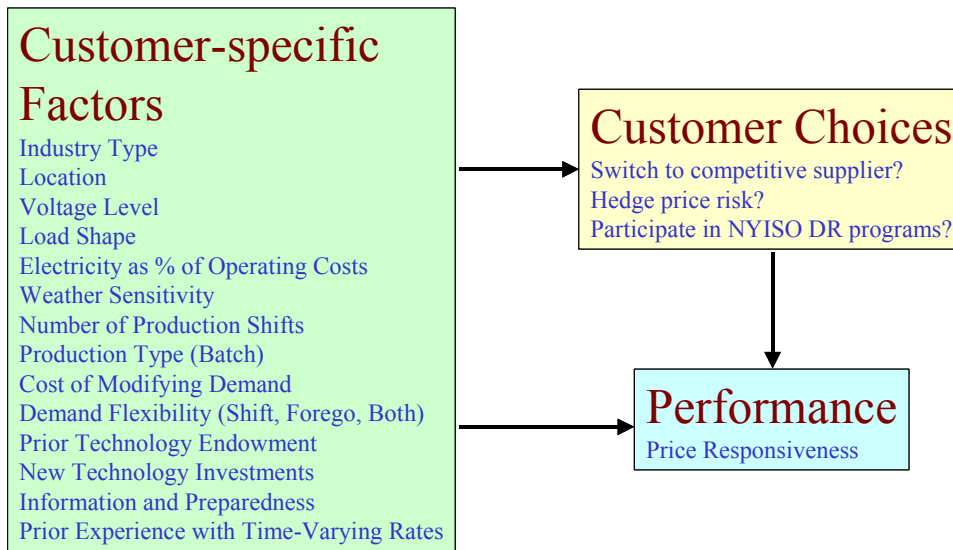 Customer-specific
Factors
Industry Type
Location
Voltage Level
Load Shape
Electricity as % of Operating Costs
Weather Sensitivity
Number of Production Shifts
Production Type (Batch)
Cost of Modifying Demand
Demand Flexibility (Shift, Forego, Both)
Prior Technology Endowment
New Technology Investments
Information and Preparedness
Prior Experience with Time-Varying Rates
Customer Choices
Switch to competitive supplier?
Hedge price risk?
Participate in NYISO DR programs?
Performance
Price Responsiveness